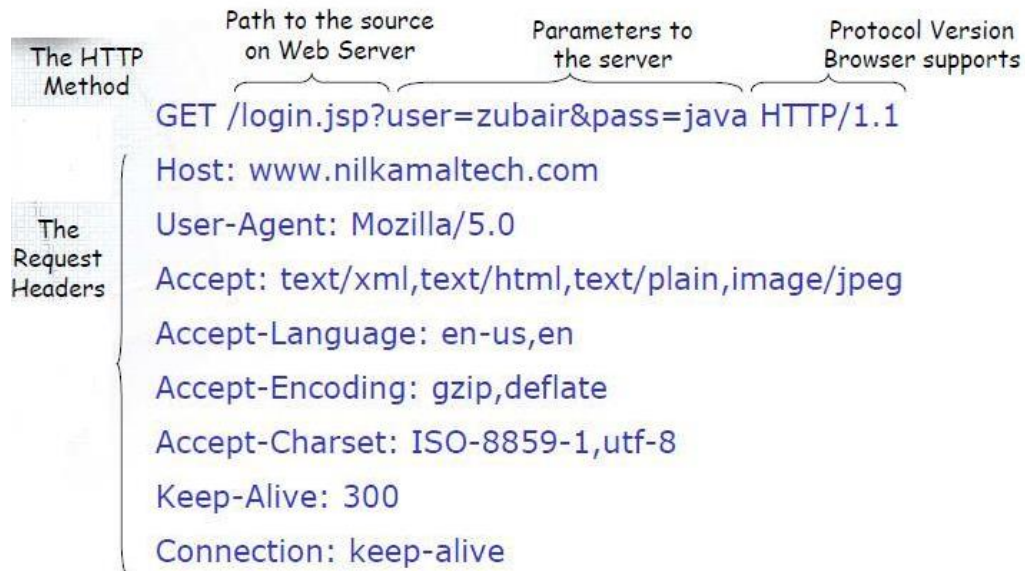 Path to the source
on Web Server
Parameters to
the server
Protocol Version
Browser supports
The HTTP
Method
GET /login.jsp?user=zubair&pass=java HTTP/1.1
Host: www.nilkamaltech.com
User-Agent: Mozilla/5.0
The
Request
Headers
Accept: text/xml,text/html,text/plain,image/jpeg
Accept-Language: en-us,en
Accept-Encoding: gzip,deflate
Accept-Charset: ISO-8859-1,utf-8
Keep-Alive: 300
Connection: keep-alive